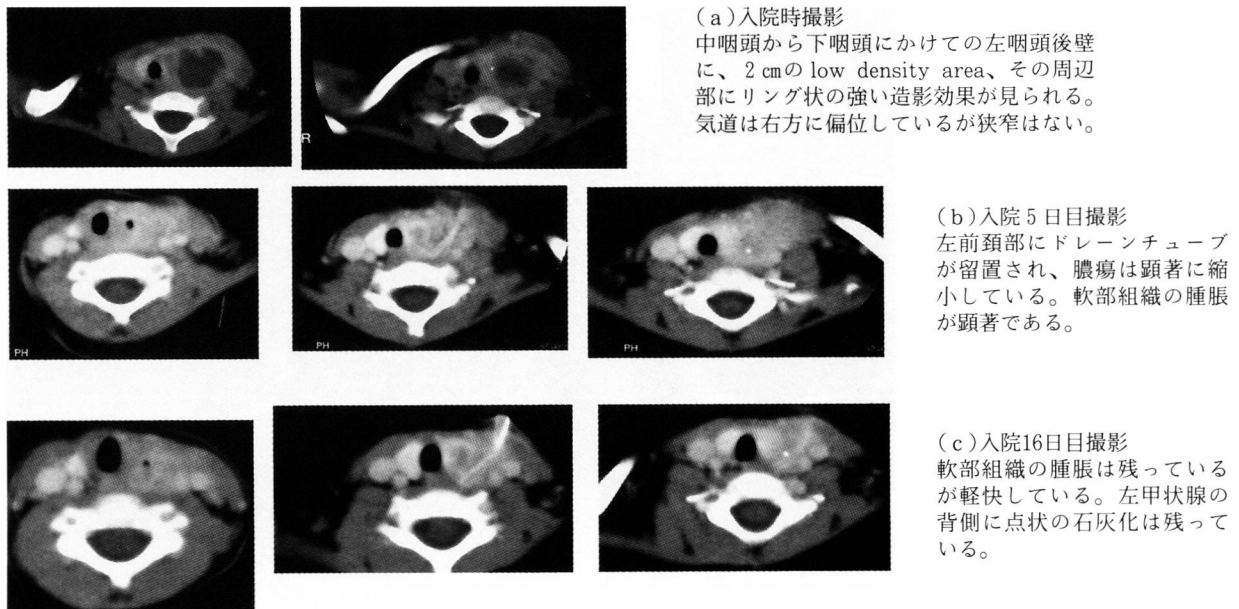 (a)入院時撮影
中咽頭から下咽頭にかけての左咽頭後壁
に、2㎝のlow density area、その周辺
部にリング状の強い造影効果が見られる。
気道は右方に偏位しているが狭窄はない。
R
(b)入院5日目撮影
左前頚部にドレーンチューブ
が留置され、膿瘍は顕著に縮
小している。軟部組織の腫脹
が顕著である。
PH
PH
PH
(c)入院16日目撮影
軟部組織の腫脹は残っている
が軽快している。左甲状腺の
背側に点状の石灰化は残って
いる。